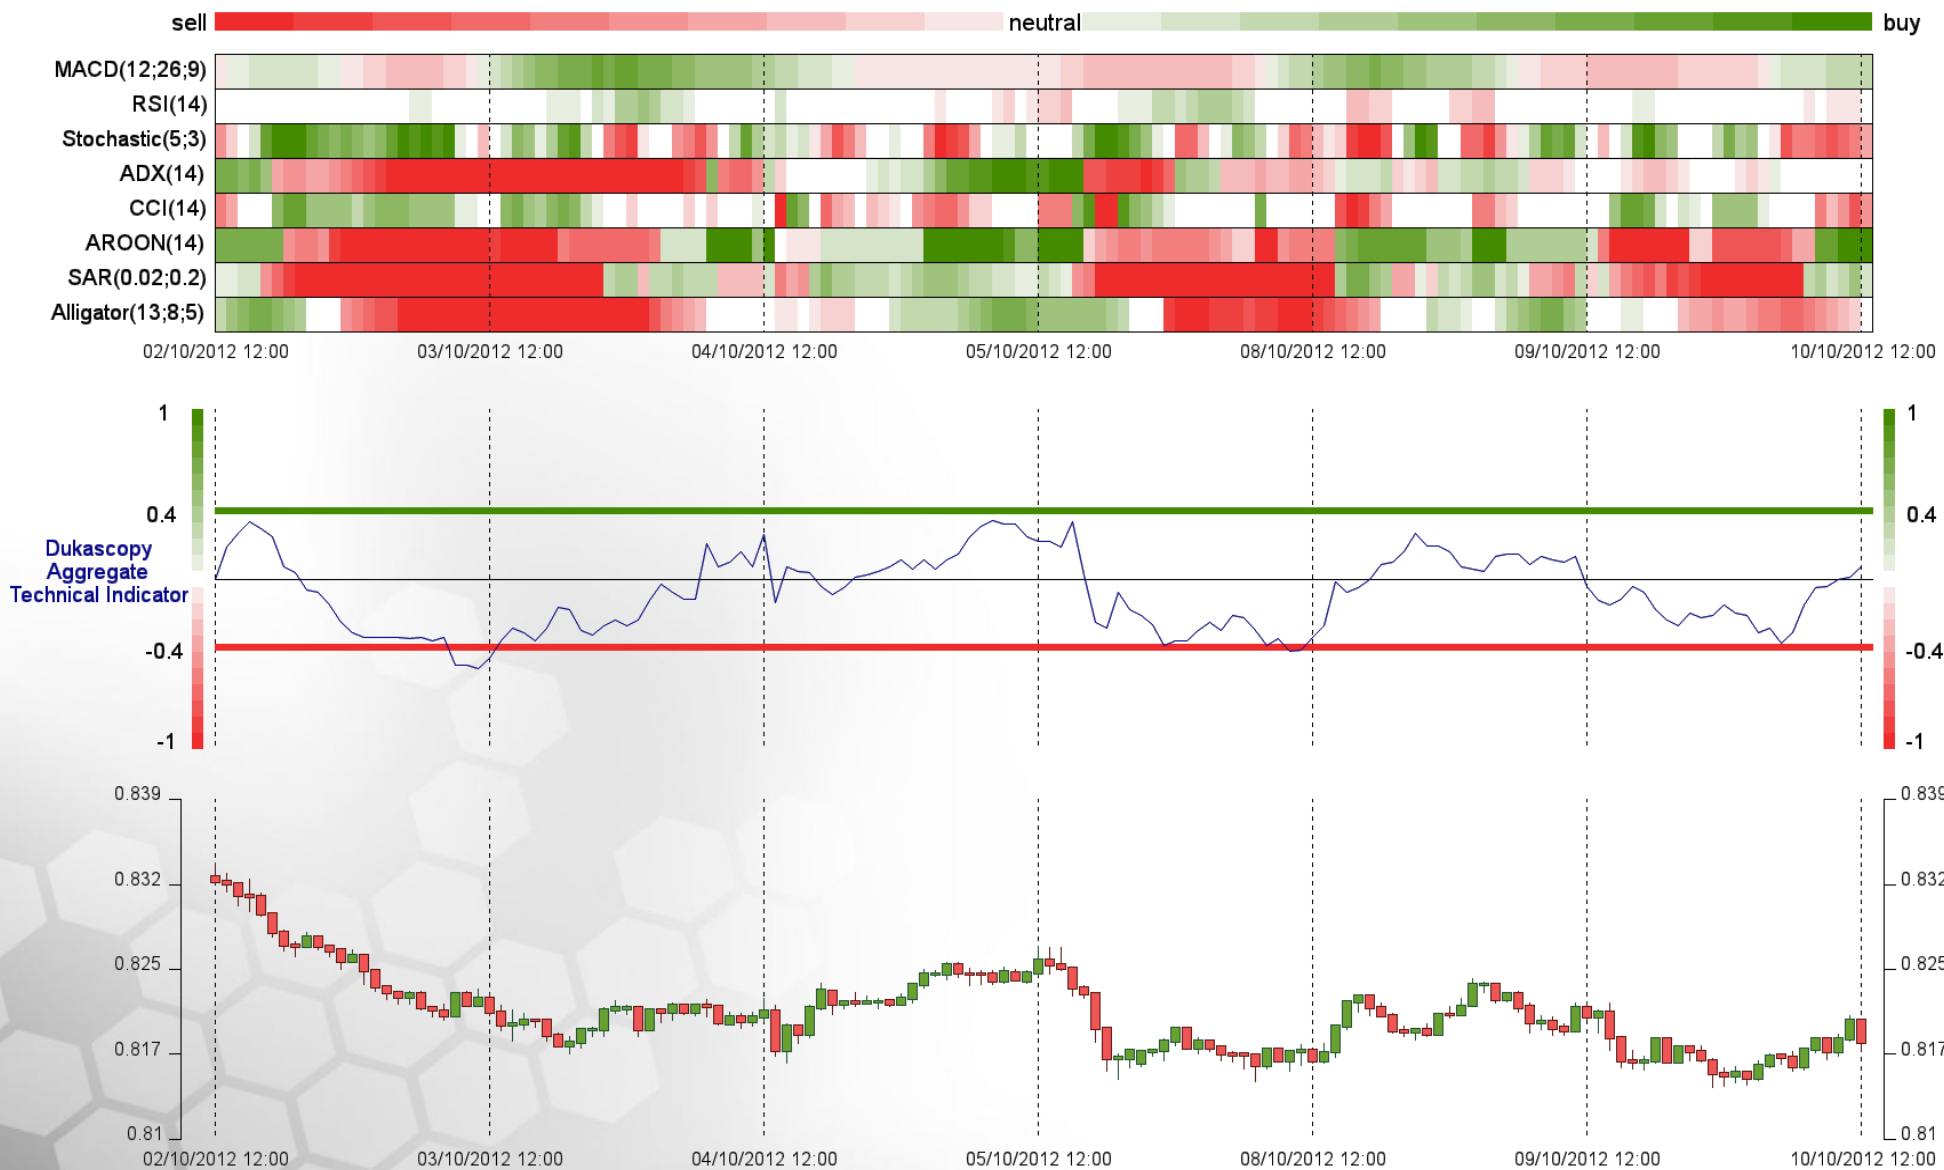 sell neutral buy
MACD(12;26;9)
RSI(14)
Stochastic(5;3)
ADX(14)
CCI(14)
AROON(14)
SAR(0.02;0.2)
Alligator(13;8;5)
02/10/2012 12:00 03/10/2012 12:00 04/10/2012 12:00 05/10/2012 12:00 08/10/2012 12:00 09/10/2012 12:00 10/10/2012 12:00
1 1
0.4 0.4
Dukascopy
Aggregate
Technical Indicator
-0.4 -0.4
-1 -1
0.839 0.839
0.832 0.832
0.825 0.825
0.817 0.817
0.81 0.81
02/10/2012 12:00 03/10/2012 12:00 04/10/2012 12:00 05/10/2012 12:00 08/10/2012 12:00 09/10/2012 12:00 10/10/2012 12:00